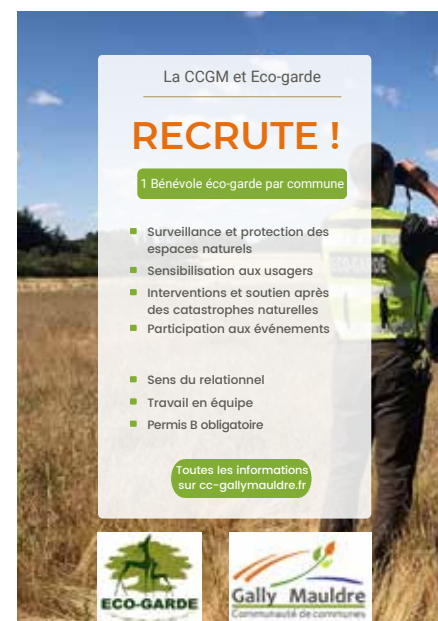 La CCGM et Eco-garde
RECRUTE !
1 Bénévole éco-garde par commune
Surveillance et protection des
espaces naturels
Sensibilisation aux usagers
Interventions et soutien après
des catastrophes naturelles
Participation aux événements
Sens du relationnel
Travail en équipe
Permis B obligatoire
Toutes les informations
sur cc-gallymauldre.fr
ECO-GARDE
ECO-GARDE
Gally Mauldre
Communauté de communes